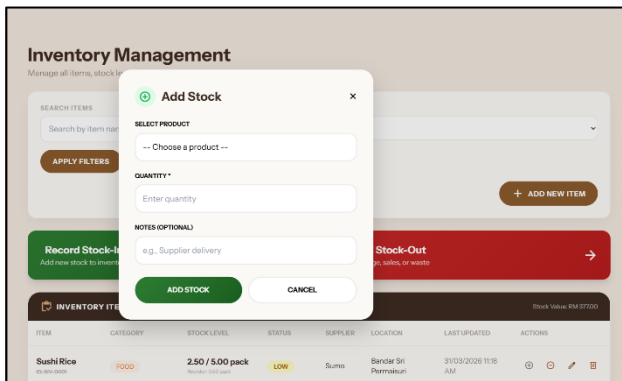 Inventory Management
Manage all items, stock le
SEARCH ITEMS
Search by item nar
APPLY FILTERS
+ ADD NEW ITEM
Add Stock
×
SELECT PRODUCT
-- Choose a product --
QUANTITY *
Enter quantity
NOTES (OPTIONAL)
e.g., Supplier delivery
ADD STOCK
CANCEL
Record Stock-I
Add new stock to invent
Stock-Out
ge, sales, or waste
INVENTORY ITE
Stock Value: RM 377.00
ITEM CATEGORY STOCK LEVEL STATUS SUPPLIER LOCATION LAST UPDATED ACTIONS
Sushi Rice FOOD 2.50 / 5.00 pack LOW Sumo Bandar Sri Permaisuri 31/03/2026 11:18 AM